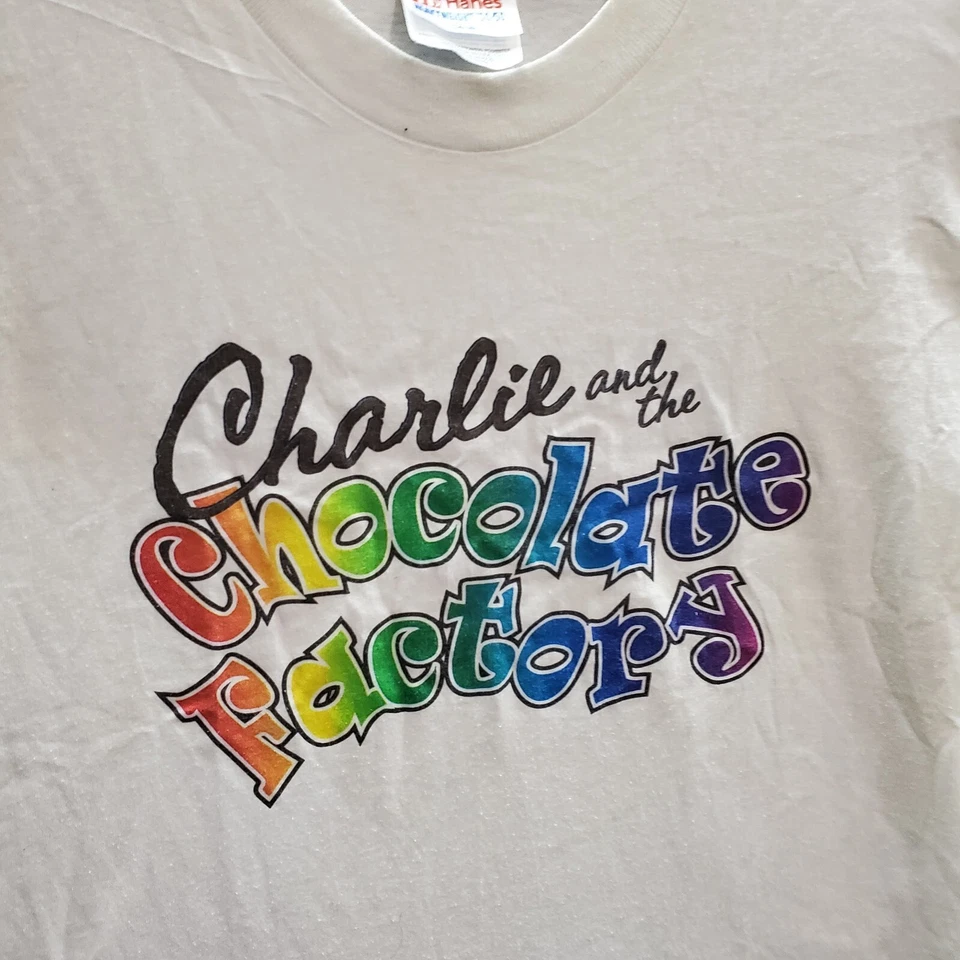 Hanes
Charlie and the
Chocolate
Factory